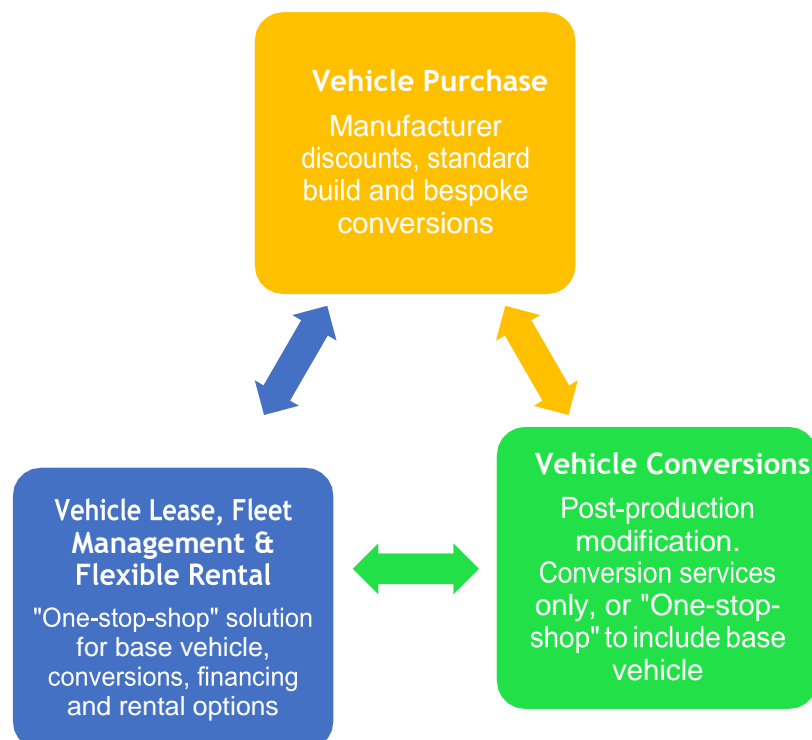 Vehicle Purchase
Manufacturer
discounts, standard
build and bespoke
conversions
Vehicle Lease, Fleet
Management &
Flexible Rental
"One-stop-shop" solution
for base vehicle,
conversions, financing
and rental options
Vehicle Conversions
Post-production
modification.
Conversion services
only, or "One-stop-
shop" to include base
vehicle